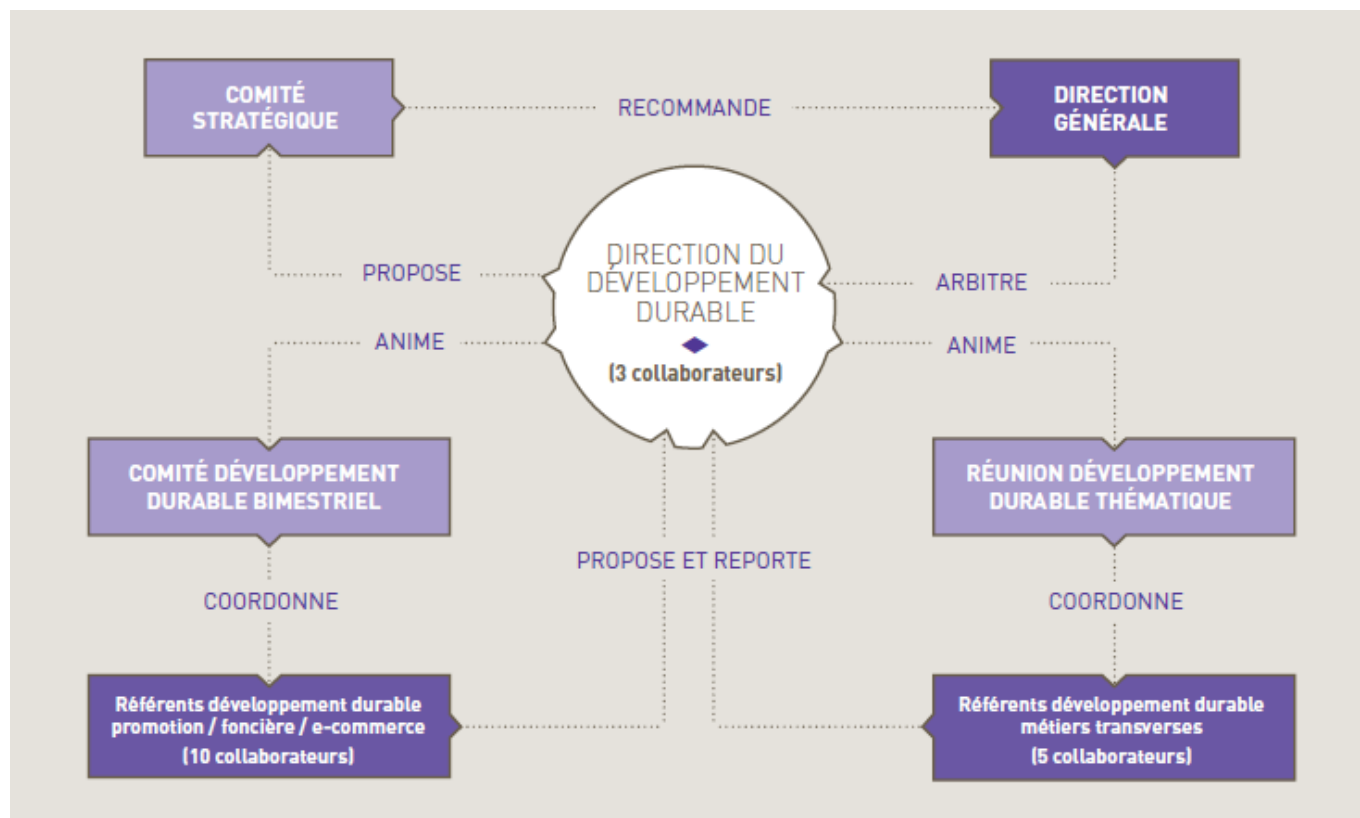 COMITÉ
STRATÉGIQUE
RECOMMANDE
DIRECTION
GÉNÉRALE
DIRECTION DU
DÉVELOPPEMENT
DURABLE
(3 collaborateurs)
PROPOSE
ARBITRE
ANIME
ANIME
COMITÉ DÉVELOPPEMENT
DURABLE BIMESTRIEL
RÉUNION DÉVELOPPEMENT
DURABLE THÉMATIQUE
PROPOSE ET REPORTE
COORDONNE
COORDONNE
Référents développement durable
promotion / foncière / e-commerce
(10 collaborateurs)
Référents développement durable
métiers transverses
(5 collaborateurs)